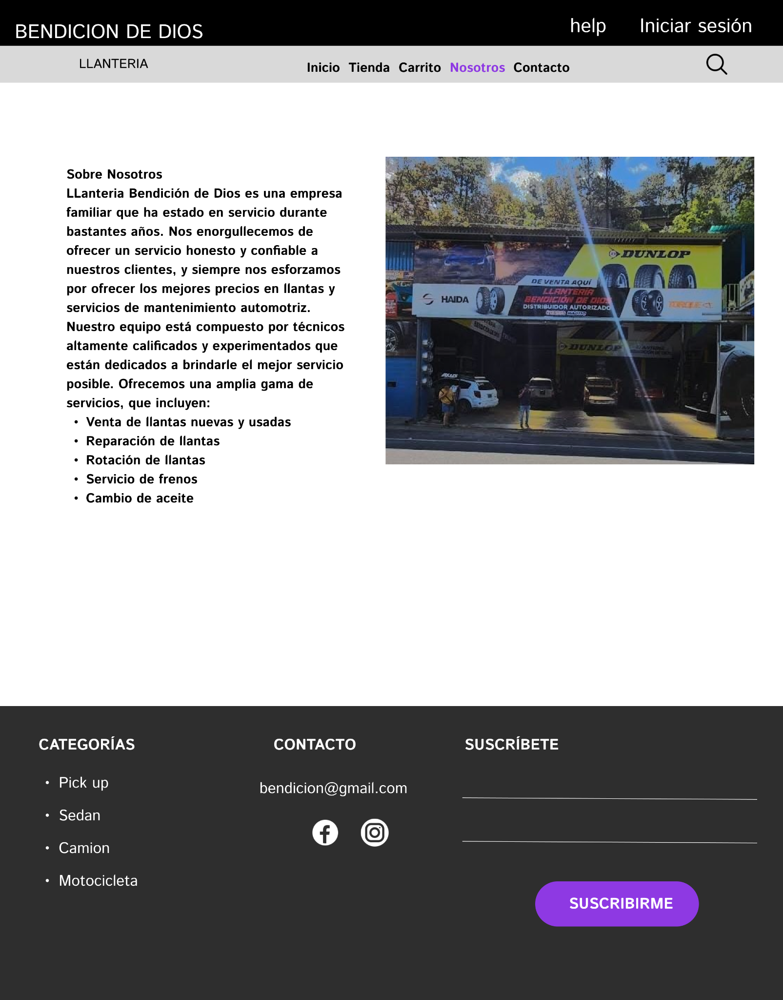 BENDICION DE DIOS
help
Iniciar sesión
LLANTERIA
Inicio Tienda Carrito Nosotros Contacto
Sobre Nosotros
LLanteria Bendición de Dios es una empresa
familiar que ha estado en servicio durante
bastantes años. Nos enorgullecemos de
ofrecer un servicio honesto y confiable a
nuestros clientes, y siempre nos esforzamos
por ofrecer los mejores precios en llantas y
servicios de mantenimiento automotriz.
Nuestro equipo está compuesto por técnicos
altamente calificados y experimentados que
están dedicados a brindarle el mejor servicio
posible. Ofrecemos una amplia gama de
servicios, que incluyen:
• Venta de llantas nuevas y usadas
• Reparación de llantas
• Rotación de llantas
• Servicio de frenos
• Cambio de aceite
DUNLOP
DE VENTA AQUÍ
HAIDA
LLANTERÍA
BENDICIÓN DE DIOS
DISTRIBUIDOR AUTORIZADO
TORQUE
DUNLOP
CATEGORÍAS
• Pick up
• Sedan
• Camion
• Motocicleta
CONTACTO
bendicion@gmail.com
SUSCRÍBETE
SUSCRIBIRME